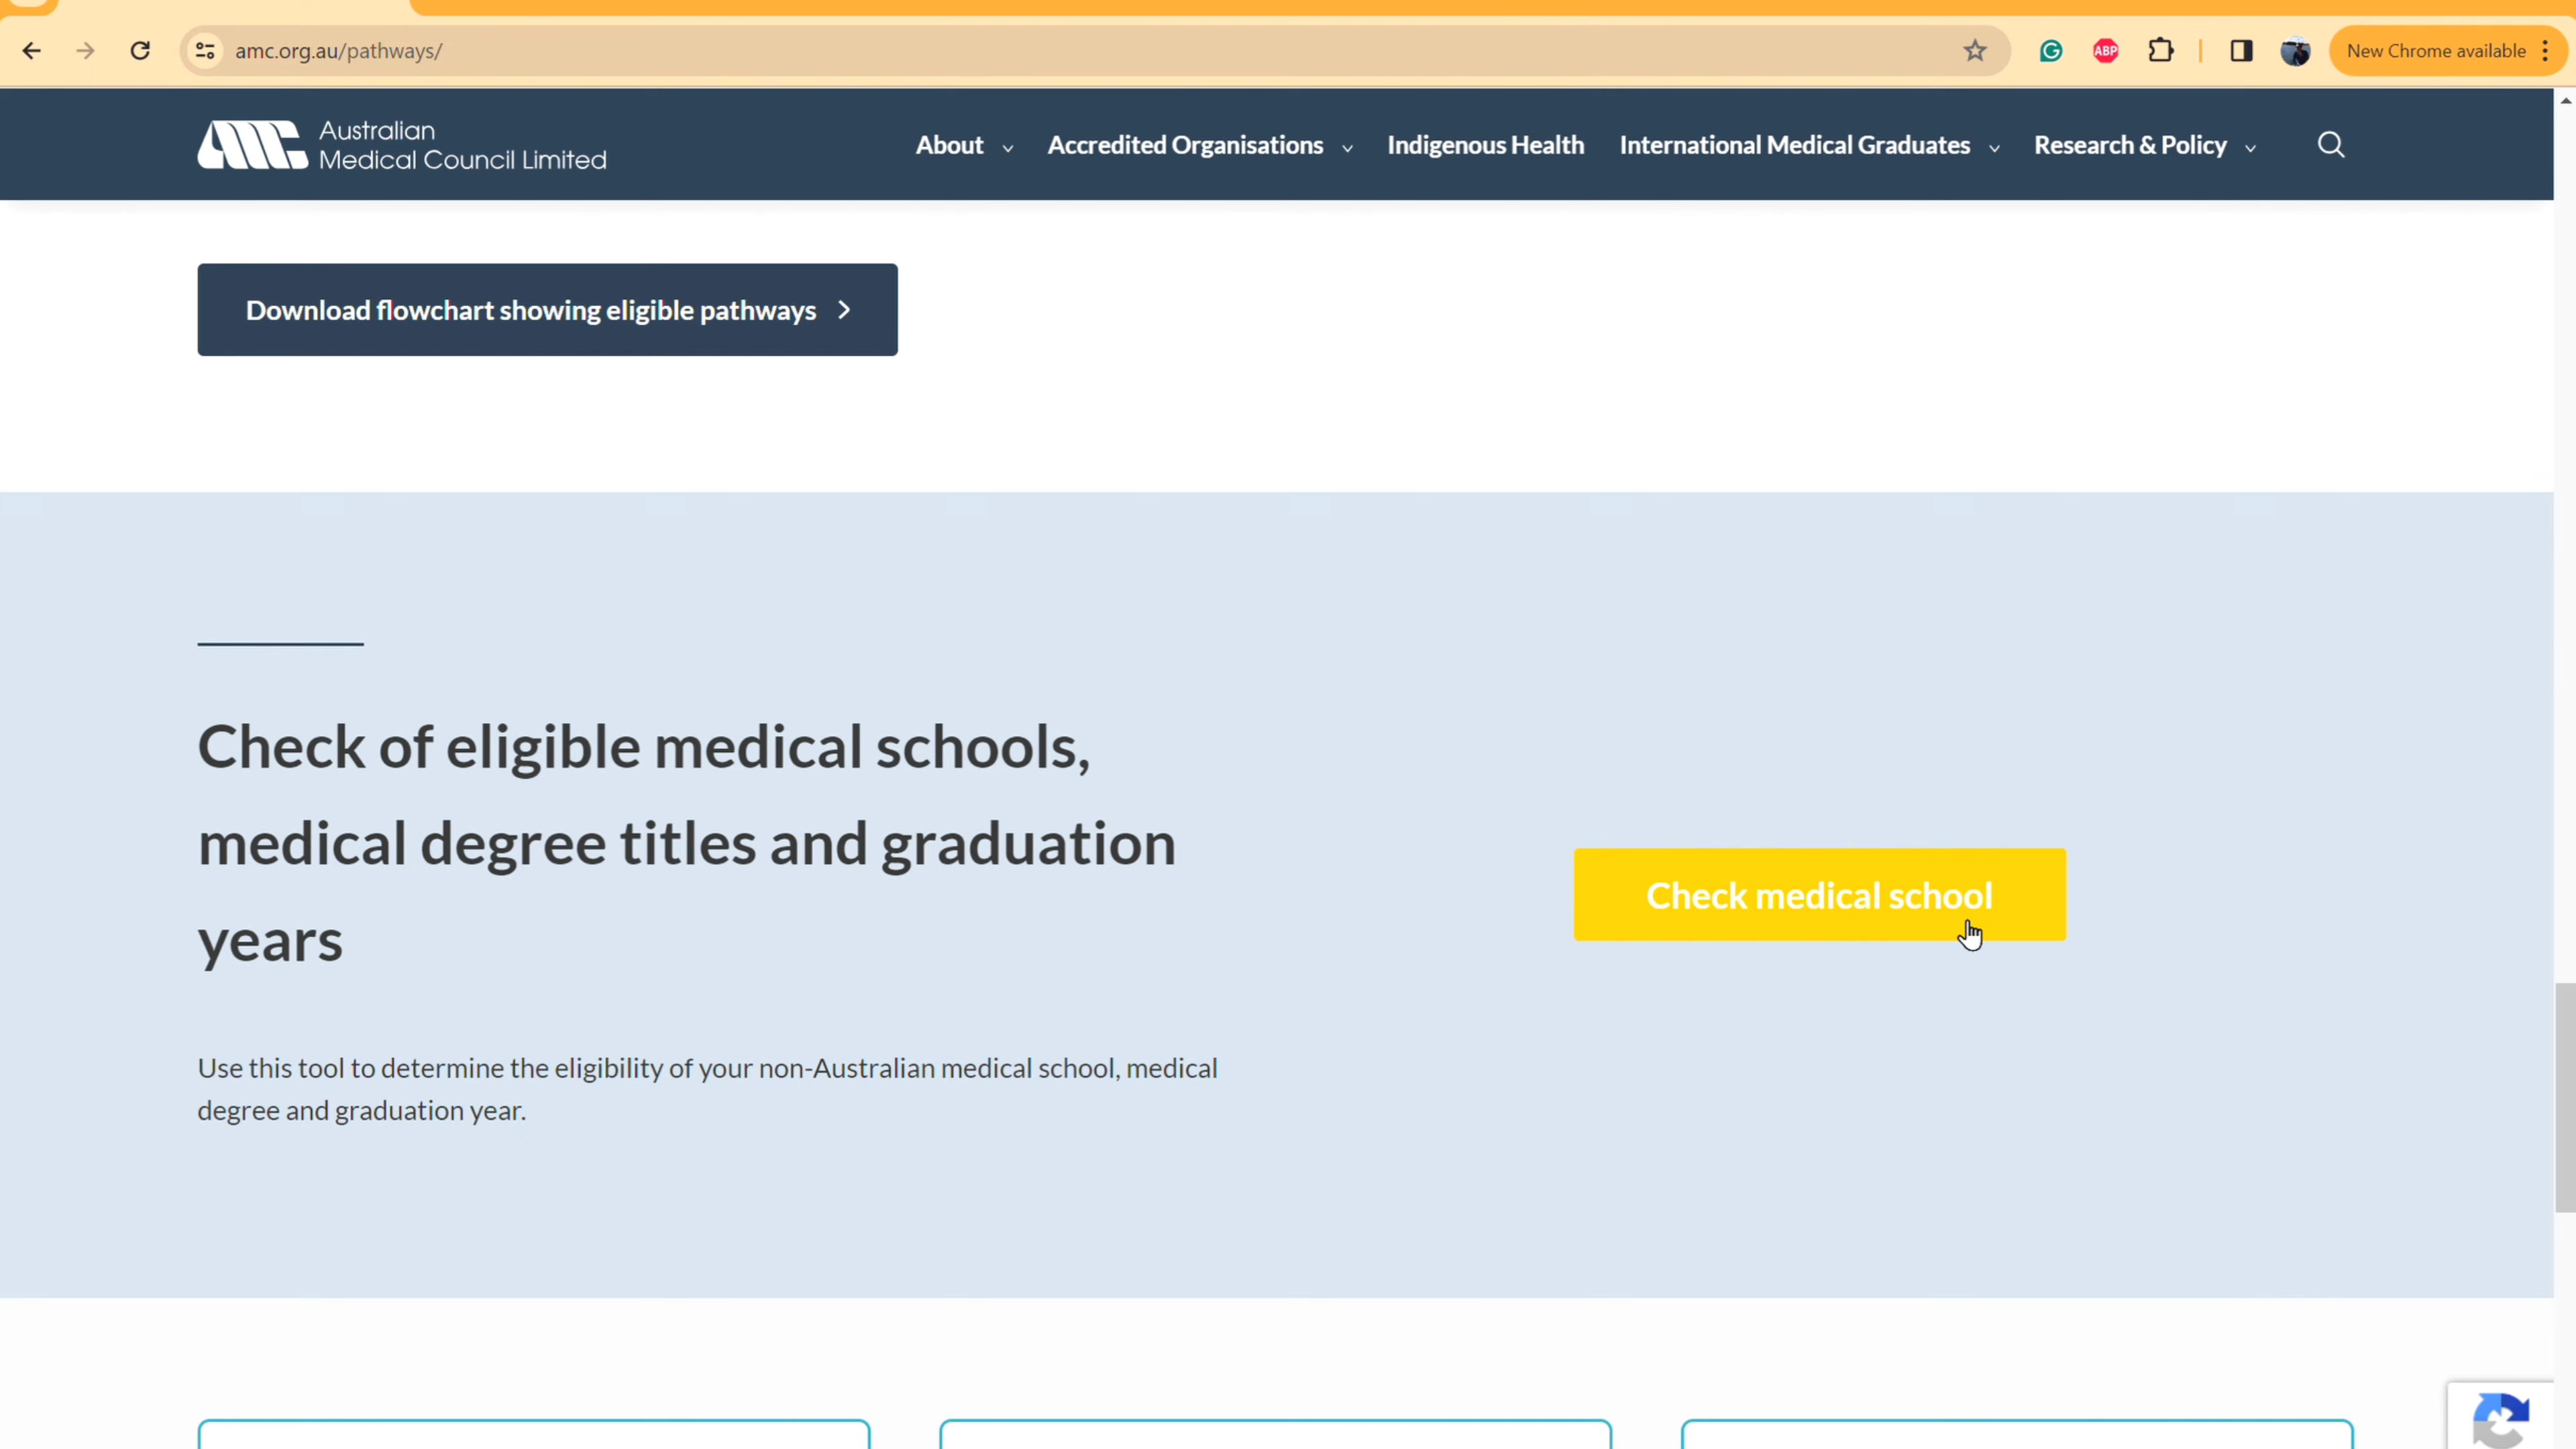 amc.org.au/pathways/
ABP
New Chrome available
Australian
Medical Council Limited
About
Accredited Organisations
Indigenous Health
International Medical Graduates
Research & Policy
Download flowchart showing eligible pathways
Check of eligible medical schools,
medical degree titles and graduation
years
Check medical school
Use this tool to determine the eligibility of your non-Australian medical school, medical
degree and graduation year.